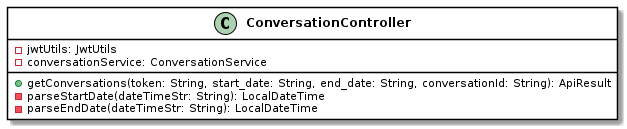 C ConversationController
jwtUtils: JwtUtils
conversationService: ConversationService
getConversations(token: String, start_date: String, end_date: String, conversationId: String): ApiResult
parseStartDate(dateTimeStr: String): LocalDateTime
parseEndDate(dateTimeStr: String): LocalDateTime